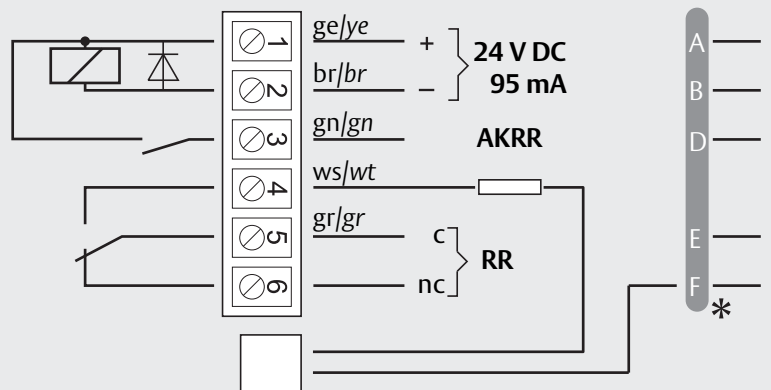 1 ge/ye + 24 V DC A
2 br/br – 95 mA B
3 gn/gn AKRR D
4 ws/wt
5 gr/gr c RR E
6 nc F
*